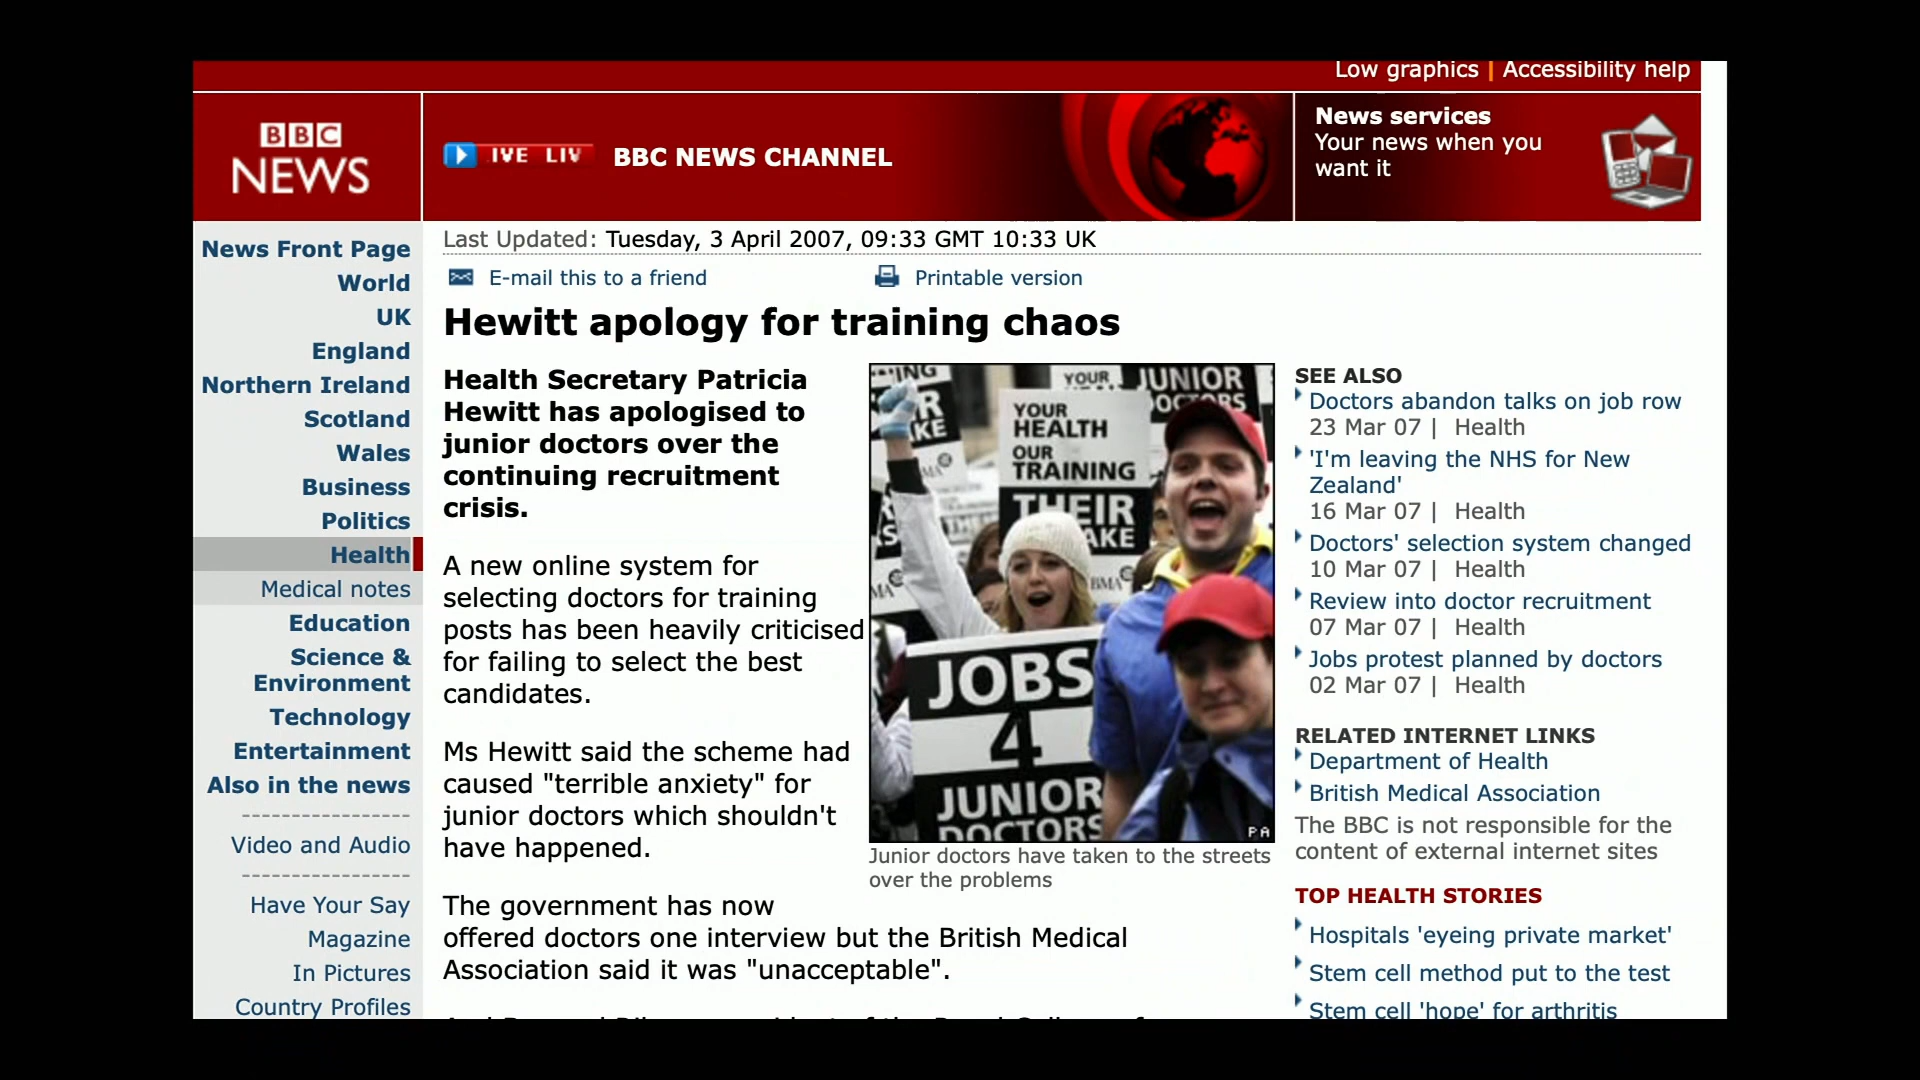 Low graphics | Accessibility help
BBC
NEWS
IVE LIV
BBC NEWS CHANNEL
News services
Your news when you
want it
News Front Page
World
UK
England
Northern Ireland
Scotland
Wales
Business
Politics
Health
Medical notes
Education
Science &
Environment
Technology
Entertainment
Also in the news
-----------------
Video and Audio
-----------------
Have Your Say
Magazine
In Pictures
Country Profiles
Last Updated: Tuesday, 3 April 2007, 09:33 GMT 10:33 UK
E-mail this to a friend
Printable version
Hewitt apology for training chaos
Health Secretary Patricia
Hewitt has apologised to
junior doctors over the
continuing recruitment
crisis.
A new online system for
selecting doctors for training
posts has been heavily criticised
for failing to select the best
candidates.
Ms Hewitt said the scheme had
caused "terrible anxiety" for
junior doctors which shouldn't
have happened.
The government has now
offered doctors one interview but the British Medical
Association said it was "unacceptable".
YOUR
JUNIOR
DOCTORS
YOUR
HEALTH
OUR
TRAINING
THEIR
AKE
BMA
JOBS
4
JUNIOR
DOCTORS
PA
Junior doctors have taken to the streets
over the problems
SEE ALSO
Doctors abandon talks on job row
23 Mar 07 | Health
'I'm leaving the NHS for New
Zealand'
16 Mar 07 | Health
Doctors' selection system changed
10 Mar 07 | Health
Review into doctor recruitment
07 Mar 07 | Health
Jobs protest planned by doctors
02 Mar 07 | Health
RELATED INTERNET LINKS
Department of Health
British Medical Association
The BBC is not responsible for the
content of external internet sites
TOP HEALTH STORIES
Hospitals 'eyeing private market'
Stem cell method put to the test
Stem cell 'hope' for arthritis